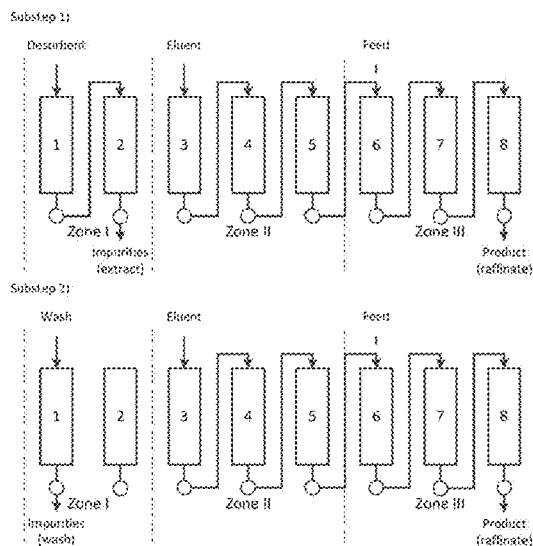 Substep 1)
Desorbent Eluent Feed
1 2 3 4 5 6 7 8
Zone I Zone II Zone III
Impurities
(extract)
Product
(raffinate)
Substep 2)
Wash Eluent Feed
1 2 3 4 5 6 7 8
Zone I Zone II Zone III
Impurities
(wash)
Product
(raffinate)